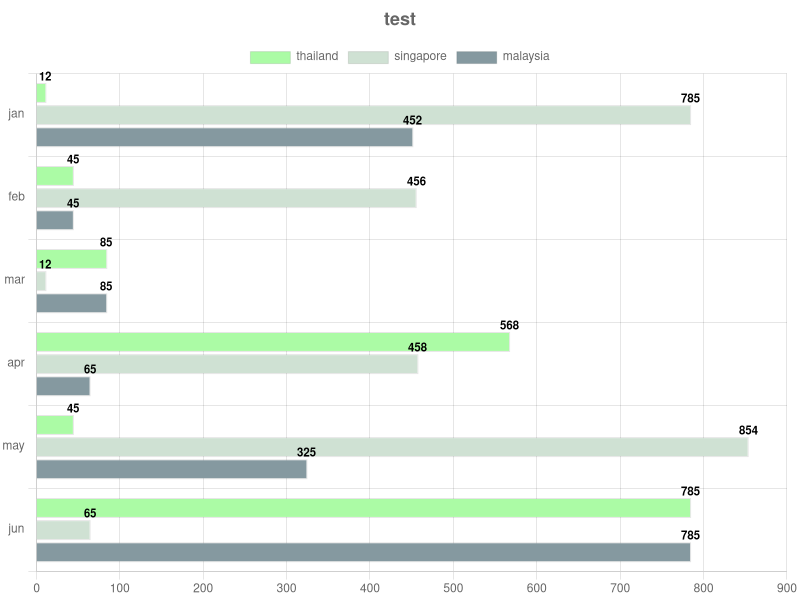 test
thailand singapore malaysia
12
jan 785
452
45
feb 456
45
85
mar 12
85
568
apr 458
65
45
may 854
325
785
jun 65
785
0 100 200 300 400 500 600 700 800 900